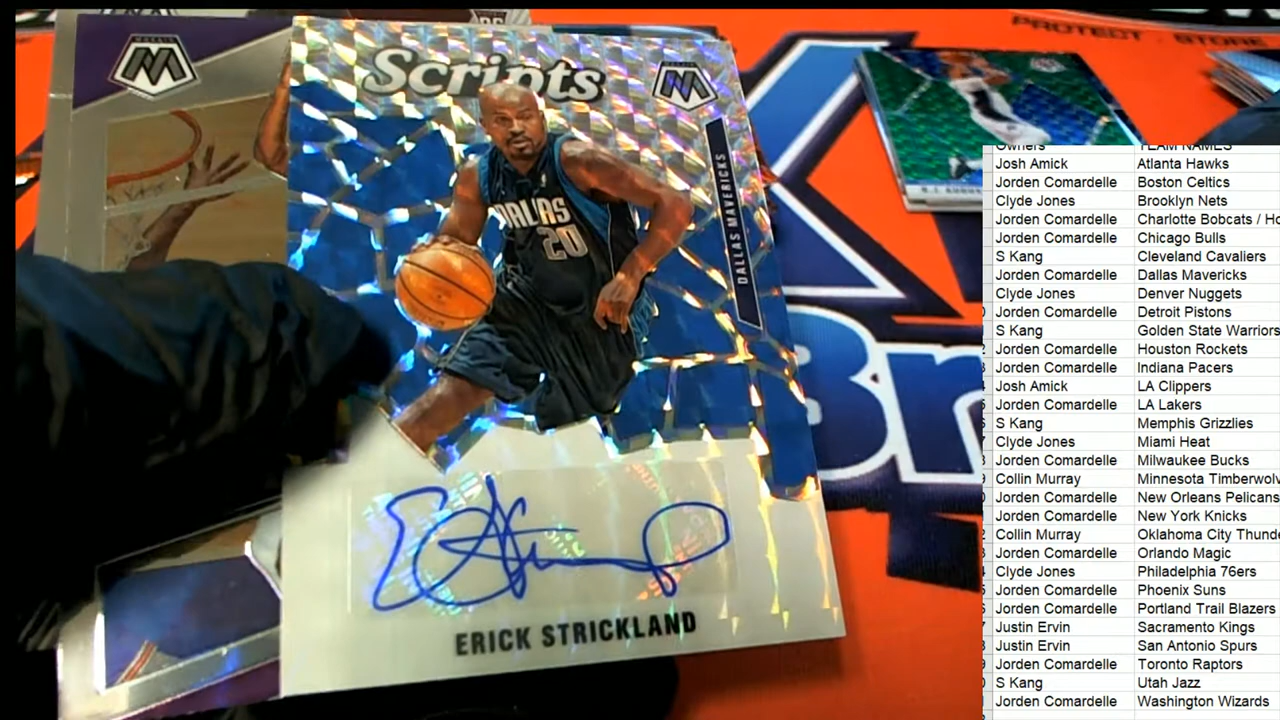 PROTECT STORE
MOSAIC
Scripts
DALLAS MAVERICKS
DALLAS
20
ERICK STRICKLAND
Br
Owners TEAM NAMES
Josh Amick Atlanta Hawks
Jorden Comardelle Boston Celtics
Clyde Jones Brooklyn Nets
Jorden Comardelle Charlotte Bobcats / Ho
Jorden Comardelle Chicago Bulls
S Kang Cleveland Cavaliers
Jorden Comardelle Dallas Mavericks
Clyde Jones Denver Nuggets
Jorden Comardelle Detroit Pistons
S Kang Golden State Warriors
Jorden Comardelle Houston Rockets
Jorden Comardelle Indiana Pacers
Josh Amick LA Clippers
Jorden Comardelle LA Lakers
S Kang Memphis Grizzlies
Clyde Jones Miami Heat
Jorden Comardelle Milwaukee Bucks
Collin Murray Minnesota Timberwolv
Jorden Comardelle New Orleans Pelicans
Jorden Comardelle New York Knicks
Collin Murray Oklahoma City Thunde
Jorden Comardelle Orlando Magic
Clyde Jones Philadelphia 76ers
Jorden Comardelle Phoenix Suns
Jorden Comardelle Portland Trail Blazers
Justin Ervin Sacramento Kings
Justin Ervin San Antonio Spurs
Jorden Comardelle Toronto Raptors
S Kang Utah Jazz
Jorden Comardelle Washington Wizards